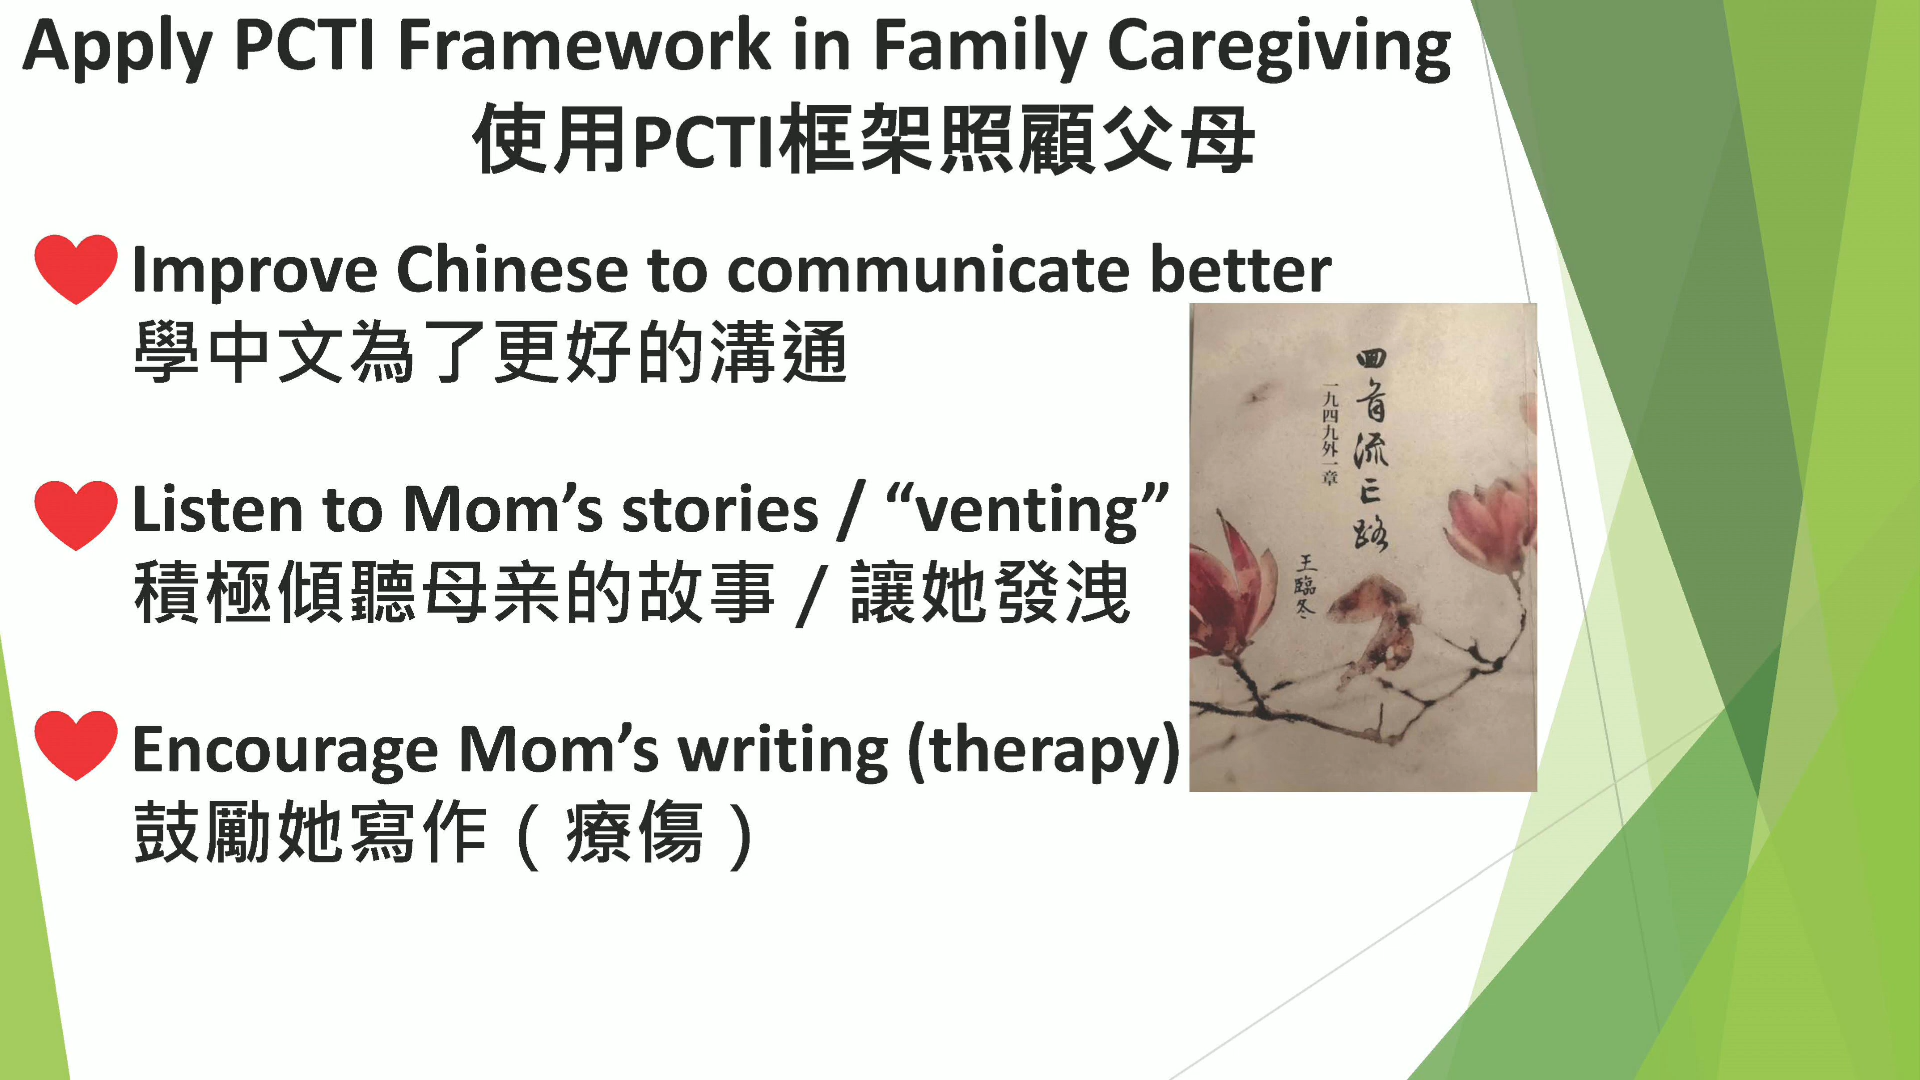 Apply PCTI Framework in Family Caregiving
使用PCTI框架照顧父母
Improve Chinese to communicate better
學中文為了更好的溝通
Listen to Mom’s stories / “venting”
積極傾聽母亲的故事 / 讓她發洩
Encourage Mom’s writing (therapy)
鼓勵她寫作（療傷）
回首流亡路
一九四九外一章
王臨冬